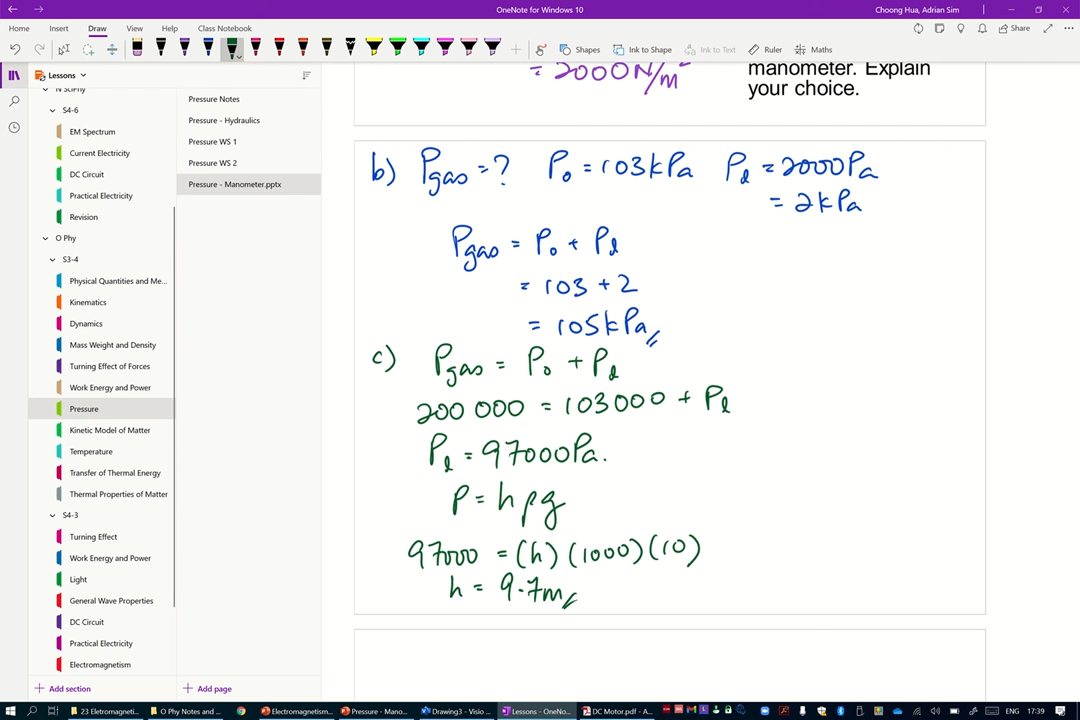 OneNote for Windows 10
Choong Hua, Adrian Sim
Home Insert Draw View Help Class Notebook
Share
Shapes Ink to Shape Ink to Text Ruler Maths
Lessons
N SciPhy
S4-6
EM Spectrum
Current Electricity
DC Circuit
Practical Electricity
Revision
O Phy
S3-4
Physical Quantities and Me...
Kinematics
Dynamics
Mass Weight and Density
Turning Effect of Forces
Work Energy and Power
Pressure
Kinetic Model of Matter
Temperature
Transfer of Thermal Energy
Thermal Properties of Matter
S4-3
Turning Effect
Work Energy and Power
Light
General Wave Properties
DC Circuit
Practical Electricity
Electromagnetism
Add section
Pressure Notes
Pressure - Hydraulics
Pressure WS 1
Pressure WS 2
Pressure - Manometer.pptx
Add page
= 2000N/m²
manometer. Explain
your choice.
b) Pgas = ? P₀ = 103kPa Pl = 2000Pa
= 2kPa
Pgas = P₀ + Pl
= 103 + 2
= 105kPa
c) Pgas = P₀ + Pl
200 000 = 103000 + Pl
Pl = 97000Pa.
P = hρg
97000 = (h)(1000)(10)
h = 9.7m
23 Eletromagneti... O Phy Notes and ... Electromagnetism... Pressure - Mano... Drawing3 - Visio ... Lessons - OneNo... DC Motor.pdf - A...
ENG 17:39